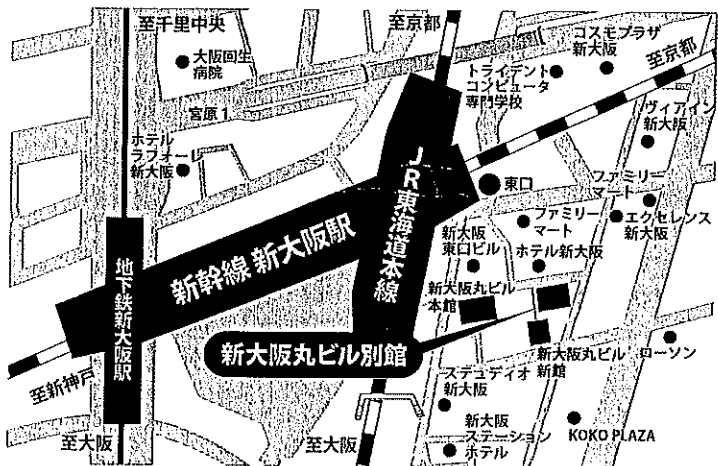 至千里中央
至京都
コスモプラザ
新大阪
大阪回生
病院
トライデント
コンピュータ
専門学校
至京都
宮原1
ヴィアイン
新大阪
ホテル
ラフォーレ
新大阪
JR東海道本線
東口
ファミリー
マート
ファミリー
マート
エクセレンス
新大阪
新大阪
東口ビル
ホテル新大阪
新幹線 新大阪駅
地下鉄新大阪駅
新大阪丸ビル
本館
新大阪丸ビル別館
新大阪丸ビル
新館
ローソン
至新神戸
ステュディオ
新大阪
新大阪
ステーション
ホテル
KOKO PLAZA
至大阪
至大阪